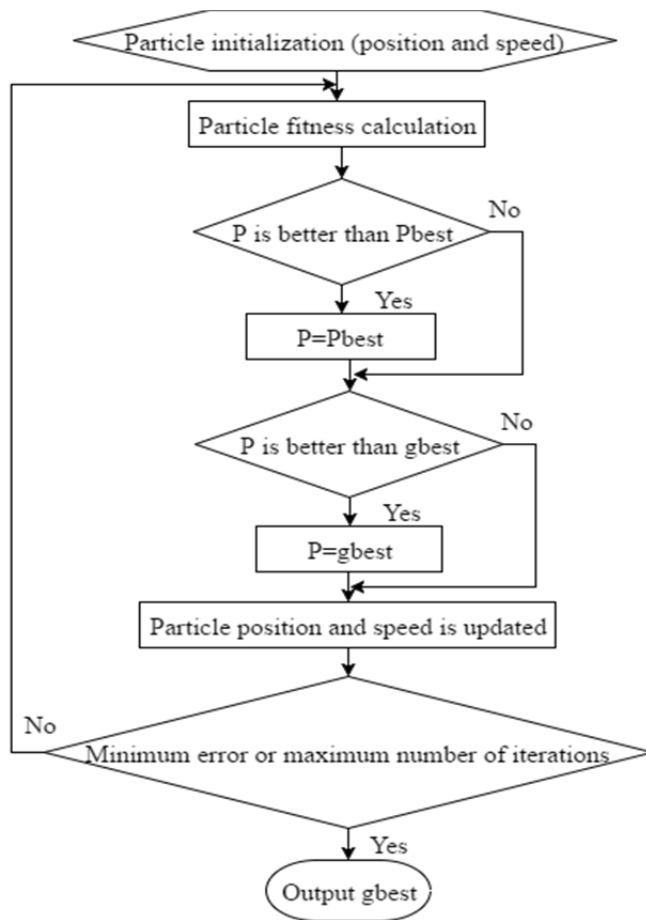 Particle initialization (position and speed)
Particle fitness calculation
No
P is better than Pbest
Yes
P=Pbest
No
P is better than gbest
Yes
P=gbest
Particle position and speed is updated
No
Minimum error or maximum number of iterations
Yes
Output gbest